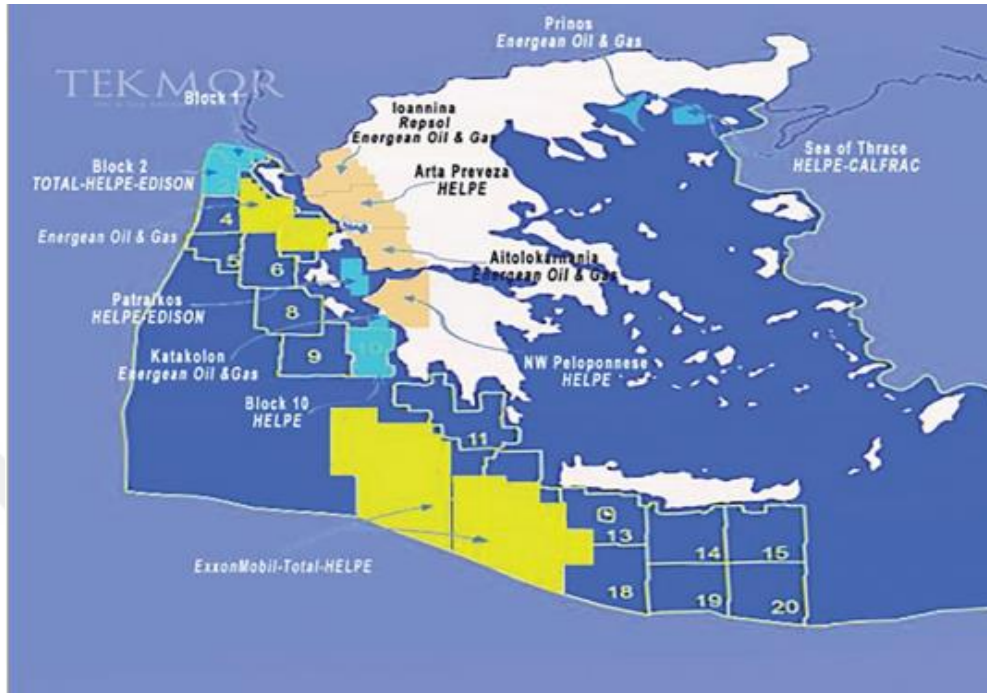 Prinos
Energean Oil & Gas
TEKMOR
Block 1
Ioannina
Repsol
Energean Oil & Gas
Block 2
TOTAL-HELPE-EDISON
Arta Preveza
HELPE
Sea of Thrace
HELPE-CALFRAC
4
Energean Oil & Gas
Aitolokarnania
Energean Oil & Gas
5
6
Patraikos
HELPE-EDISON
8
10
Katakolon
Energean Oil &Gas
9
NW Peloponnese
HELPE
Block 10
HELPE
11
13
14
15
ExxonMobil-Total-HELPE
18
19
20